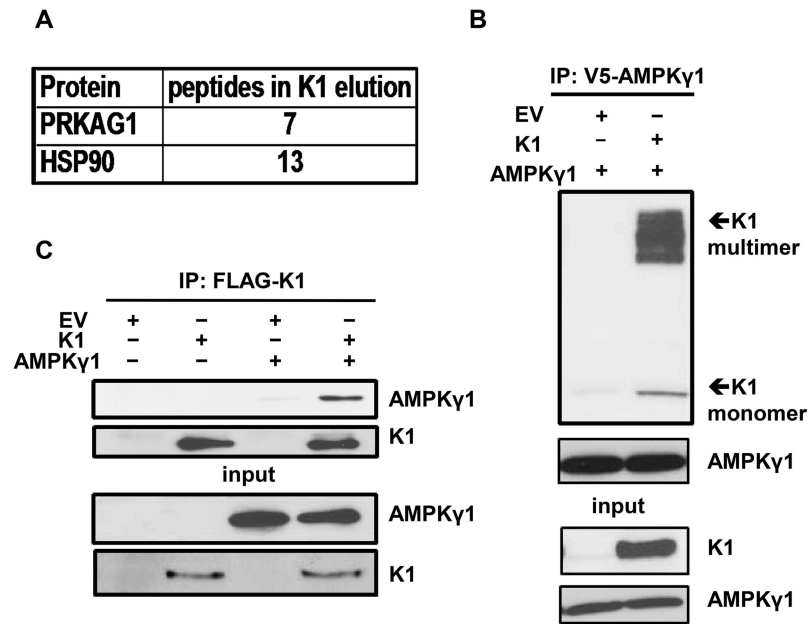 A
Protein peptides in K1 elution
PRKAG1 7
HSP90 13
B
IP: V5-AMPKγ1
EV + −
K1 − +
AMPKγ1 + +
←K1
multimer
←K1
monomer
AMPKγ1
input
K1
AMPKγ1
C
IP: FLAG-K1
EV + − + −
K1 − + − +
AMPKγ1 − − + +
AMPKγ1
K1
input
AMPKγ1
K1